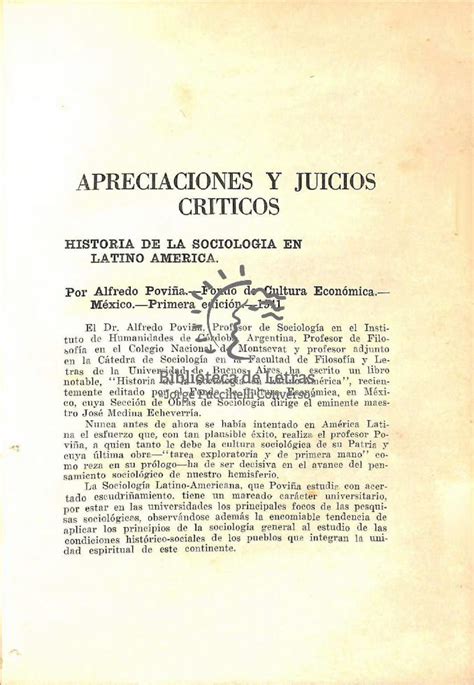 APRECIACIONES Y JUICIOS
CRITICOS
HISTORIA DE LA SOCIOLOGIA EN
LATINO AMERICA.
Por Alfredo Poviña.—Fondo de Cultura Económica.—
México.—Primera edición.—1941.
El Dr. Alfredo Poviña, Profesor de Sociología en el Insti-
tuto de Humanidades de Córdoba, Argentina, Profesor de Filo-
sofía en el Colegio Nacional de Montsevat y profesor adjunto
en la Cátedra de Sociología en la Facultad de Filosofía y Le-
tras de la Universidad de Buenos Aires, ha escrito un libro
notable, "Historia de la Sociología en Latino América", recien-
temente editado por el Fondo de Cultura Económica, en Méxi-
co, cuya Sección de Obras de Sociología dirige el eminente maes-
tro José Medina Echeverría.
Nunca antes de ahora se había intentado en América Lati-
na el esfuerzo que, con tan plausible éxito, realiza el profesor Po-
viña, a quien tanto le debe la cultura sociológica de su Patria y
cuya última obra—"tarea exploratoria y de primera mano" co-
mo reza en su prólogo—ha de ser decisiva en el avance del pen-
samiento sociológico de nuestro hemisferio.
La Sociología Latino-Americana, que Poviña estudia con acer-
tado escudriñamiento, tiene un marcado carácter universitario,
por estar en las universidades los principales focos de las pesqui-
sas sociológicas, observándose además la encomiable tendencia de
aplicar los principios de la sociología general al estudio de las
condiciones histórico-sociales de los pueblos que integran la uni-
dad espiritual de este continente.
Biblioteca de Letras
Jorge Puccinelli Converso